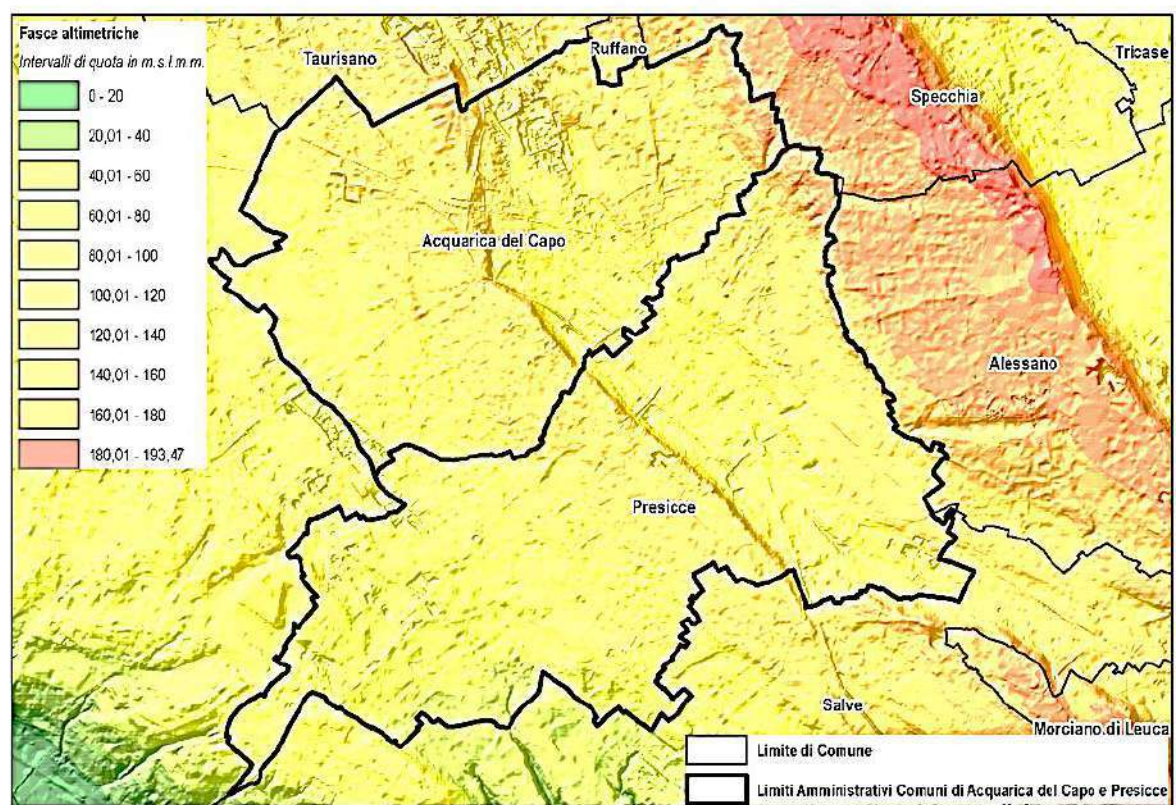 Fasce altimetriche
Intervalli di quota in m.s.l.m.m.
0 - 20
20,01 - 40
40,01 - 60
60,01 - 80
80,01 - 100
100,01 - 120
120,01 - 140
140,01 - 160
160,01 - 180
180,01 - 193,47
Taurisano
Ruffano
Tricase
Specchia
Acquarica del Capo
Alessano
Presicce
Salve
Morciano di Leuca
Limite di Comune
Limiti Amministrativi Comuni di Acquarica del Capo e Presicce